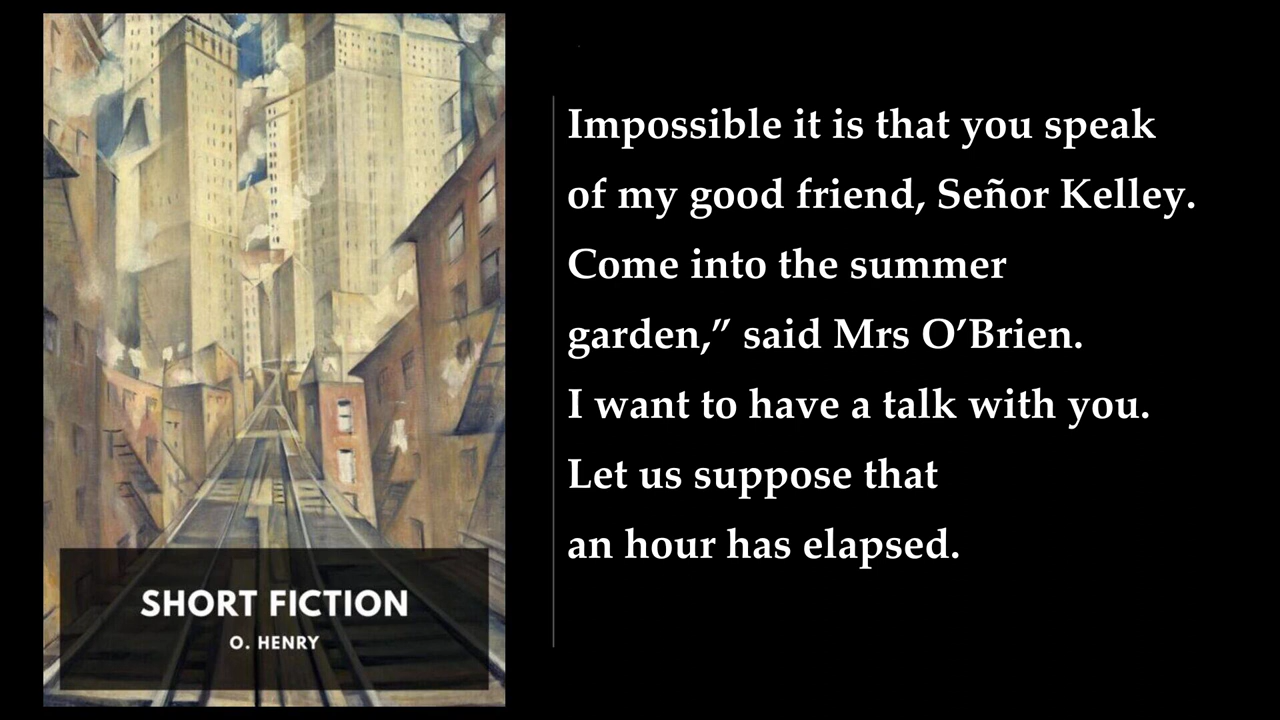 SHORT FICTION
O. HENRY
Impossible it is that you speak
of my good friend, Señor Kelley.
Come into the summer
garden,” said Mrs O’Brien.
I want to have a talk with you.
Let us suppose that
an hour has elapsed.